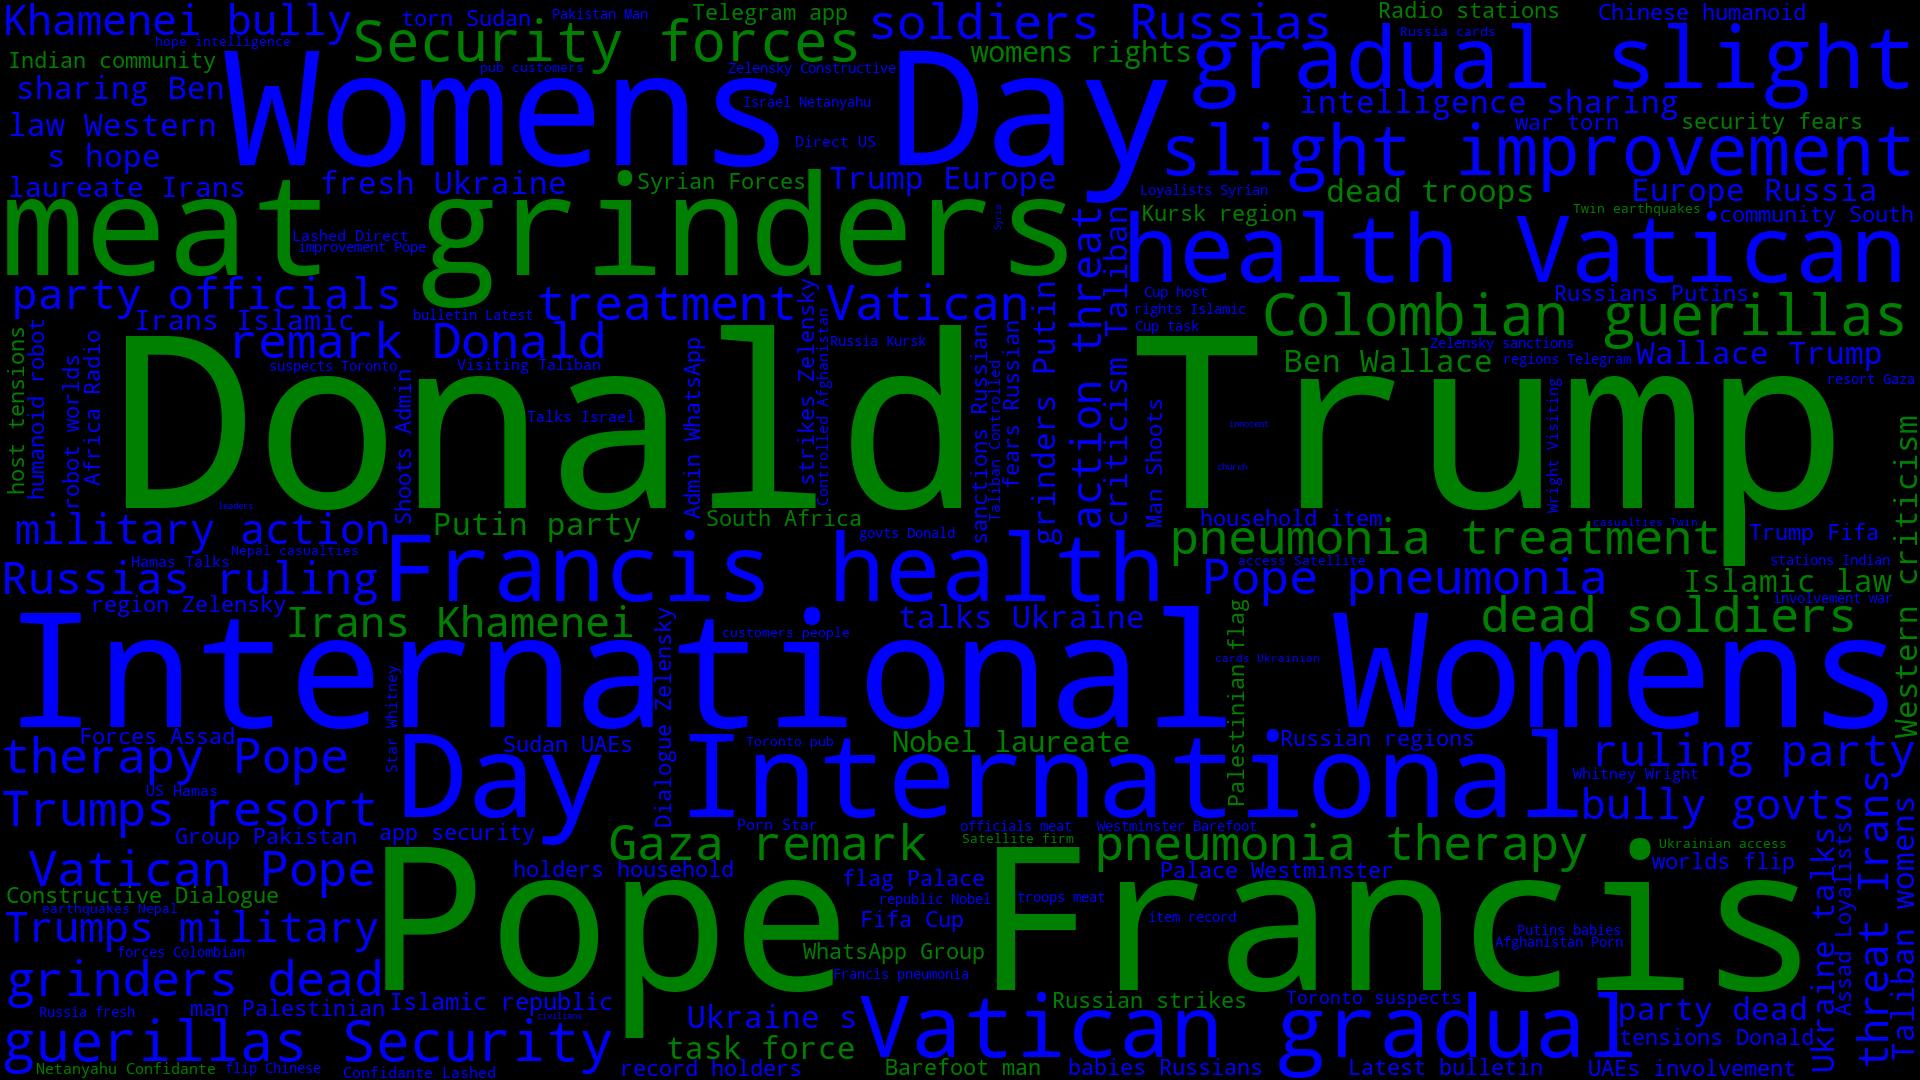 Khamenei bully
torn Sudan
Pakistan Man
Telegram app
soldiers Russias
Radio stations
Chinese humanoid
hope intelligence
Security forces
womens rights
Russia cards
gradual slight
Indian community
pub customers
Zelensky Constructive
sharing Ben
Womens Day
Israel Netanyahu
intelligence sharing
law Western
Direct US
war torn
security fears
s hope
slight improvement
laureate Irans
fresh Ukraine
Syrian Forces
Trump Europe
Loyalists Syrian
dead troops
Europe Russia
meat grinders
Syria
Kursk region
Twin earthquakes
community South
Lashed Direct
improvement Pope
action threat
criticism Taliban
health Vatican
party officials
treatment Vatican
Cup host
Russians Putins
rights Islamic
Irans Islamic
bulletin Latest
Cup task
Colombian guerillas
host tensions
humanoid robot
robot worlds
Africa Radio
remark Donald
strikes Zelensky
Controlled Afghanistan
Russia Kursk
Zelensky sanctions
Ben Wallace
regions Telegram
Wallace Trump
suspects Toronto
Visiting Taliban
Shoots Admin
Admin WhatsApp
sanctions Russian
Taliban Controlled
fears Russian
grinders Putin
resort Gaza
Donald Trump
Talks Israel
Man Shoots
innocent
church
Wright Visiting
Western criticism
leaders
military action
Putin party
South Africa
household item
casualties Twin
govts Donald
pneumonia treatment
Trump Fifa
Nepal casualties
Hamas Talks
Francis health
access Satellite
stations Indian
Russias ruling
Pope pneumonia
Islamic law
region Zelensky
involvement war
Irans Khamenei
talks Ukraine
dead soldiers
customers people
Palestinian flag
cards Ukrainian
International Womens
Star Whitney
Dialogue Zelensky
Forces Assad
Sudan UAEs
Toronto pub
Nobel laureate
Russian regions
therapy Pope
Day International
ruling party
Whitney Wright
US Hamas
Trumps resort
bully govts
Group Pakistan
app security
Porn Star
officials meat
Westminster Barefoot
Satellite firm
Gaza remark
pneumonia therapy
Ukrainian access
worlds flip
Vatican Pope
holders household
flag Palace
Palace Westminster
Constructive Dialogue
republic Nobel
troops meat
Pope Francis
earthquakes Nepal
Trumps military
Fifa Cup
item record
Putins babies
Afghanistan Porn
forces Colombian
WhatsApp Group
Francis pneumonia
grinders dead
Ukraine talks
Assad Loyalists
threat Irans
Taliban womens
Russia fresh
man Palestinian
Islamic republic
civilians
Russian strikes
Toronto suspects
party dead
Ukraine s
Vatican gradual
guerillas Security
tensions Donald
task force
Netanyahu Confidante
flip Chinese
Confidante Lashed
record holders
Barefoot man
babies Russians
Latest bulletin
UAEs involvement